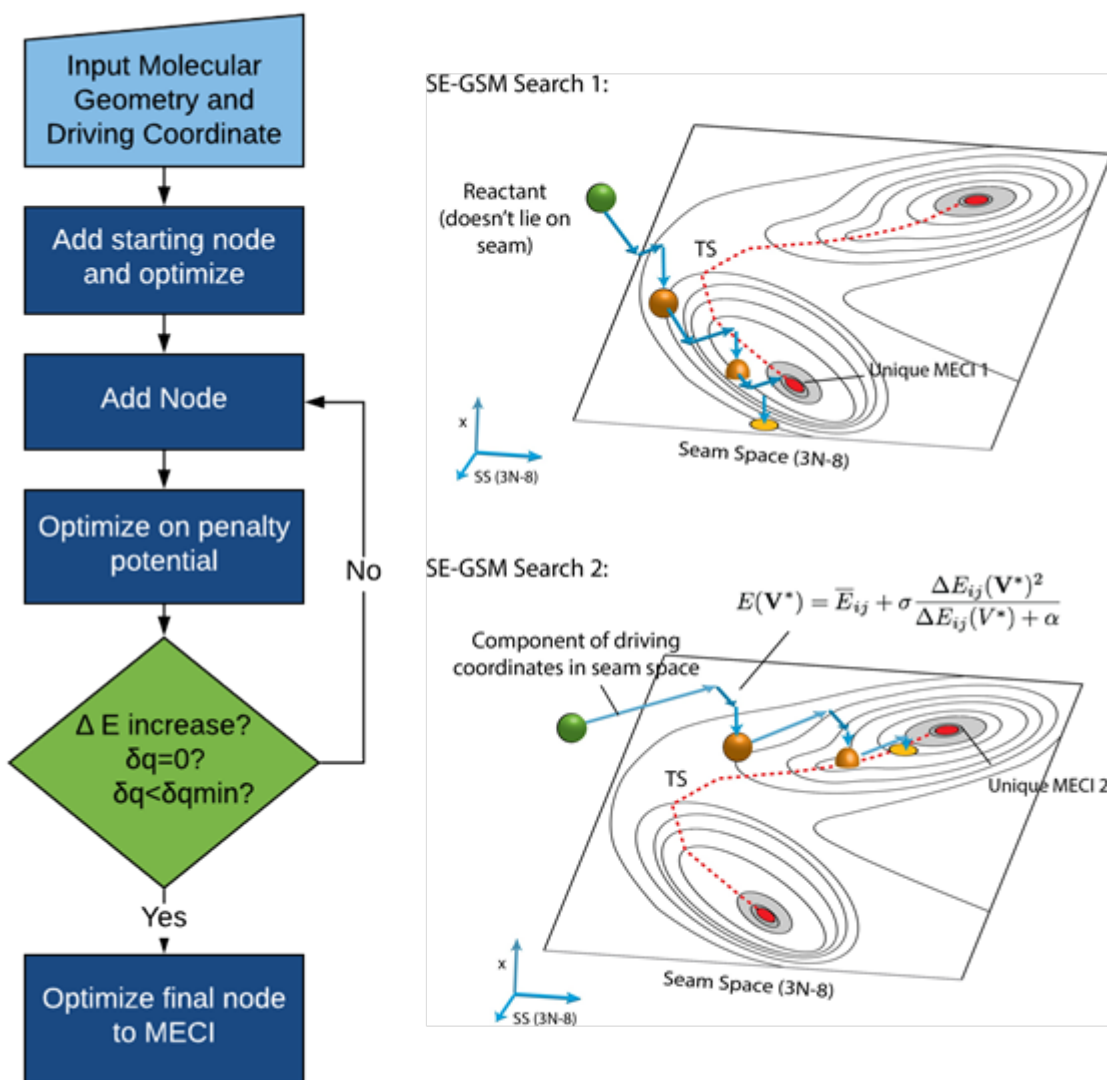 Input Molecular
Geometry and
Driving Coordinate
Add starting node
and optimize
Add Node
Optimize on penalty
potential
No
Δ E increase?
δq=0?
δq<δqmin?
Yes
Optimize final node
to MECI
SE-GSM Search 1:
Reactant
(doesn't lie on
seam)
TS
Unique MECI 1
x
SS (3N-8)
Seam Space (3N-8)
SE-GSM Search 2:
E(V*) = E̅ᵢⱼ + σ ΔEᵢⱼ(V*)² / ΔEᵢⱼ(V*) + α
Component of driving
coordinates in seam space
TS
Unique MECI 2
x
SS (3N-8)
Seam Space (3N-8)